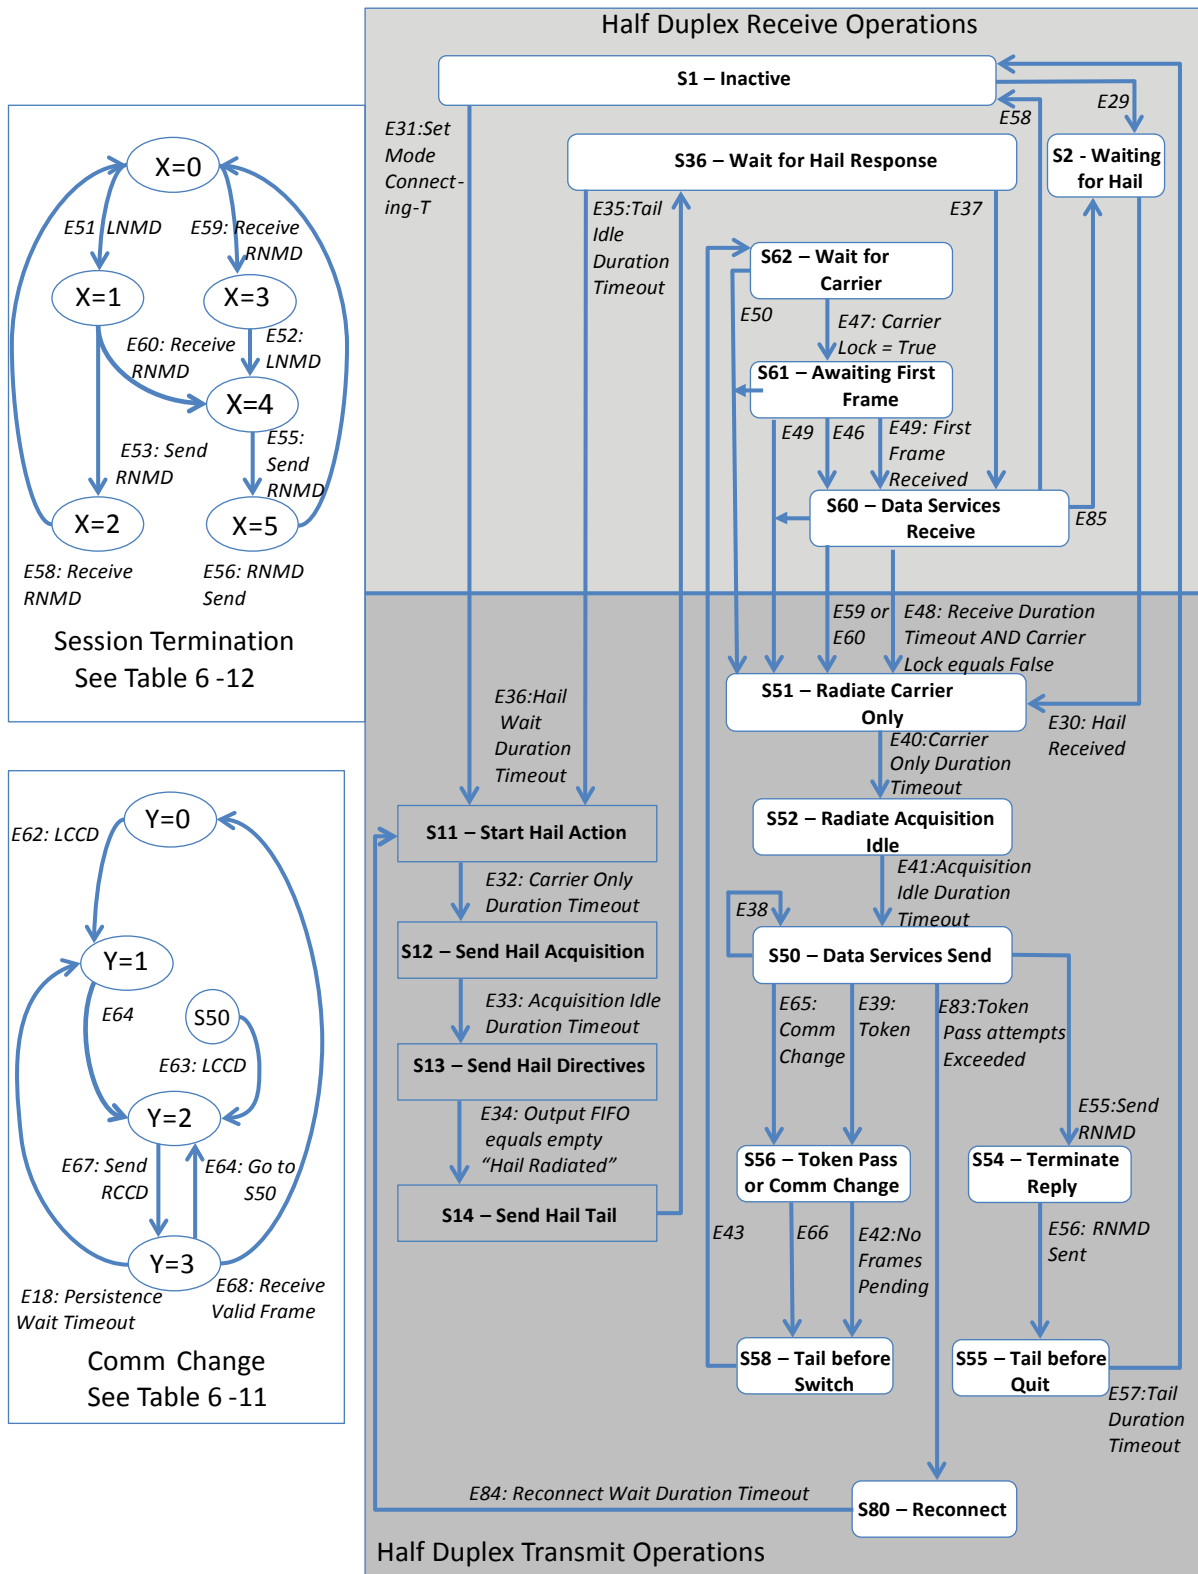 Half Duplex Receive Operations
S1 – Inactive
E29
E58
E31:Set
Mode
Connect-
ing-T
S36 – Wait for Hail Response
S2 - Waiting
for Hail
E35:Tail
Idle
Duration
Timeout
E37
S62 – Wait for
Carrier
E50
E47: Carrier
Lock = True
S61 – Awaiting First
Frame
E49
E46
E49: First
Frame
Received
S60 – Data Services
Receive
E85
E59 or
E60
E48: Receive Duration
Timeout AND Carrier
Lock equals False
S51 – Radiate Carrier
Only
E30: Hail
Received
E36:Hail
Wait
Duration
Timeout
E40:Carrier
Only Duration
Timeout
S11 – Start Hail Action
S52 – Radiate Acquisition
Idle
E32: Carrier Only
Duration Timeout
E41:Acquisition
Idle Duration
Timeout
E38
S12 – Send Hail Acquisition
S50 – Data Services Send
E33: Acquisition Idle
Duration Timeout
E65:
Comm
Change
E39:
Token
E83:Token
Pass attempts
Exceeded
S13 – Send Hail Directives
E34: Output FIFO
equals empty
“Hail Radiated”
E55:Send
RNMD
S56 – Token Pass
or Comm Change
S54 – Terminate
Reply
S14 – Send Hail Tail
E43
E66
E42:No
Frames
Pending
E56: RNMD
Sent
S58 – Tail before
Switch
S55 – Tail before
Quit
E57:Tail
Duration
Timeout
E84: Reconnect Wait Duration Timeout
S80 – Reconnect
Half Duplex Transmit Operations
X=0
E51 LNMD
E59: Receive
RNMD
X=1
X=3
E60: Receive
RNMD
E52:
LNMD
X=4
E53: Send
RNMD
E55:
Send
RNMD
X=2
X=5
E58: Receive
RNMD
E56: RNMD
Send
Session Termination
See Table 6 -12
Y=0
E62: LCCD
Y=1
E64
S50
E63: LCCD
Y=2
E67: Send
RCCD
E64: Go to
S50
Y=3
E18: Persistence
Wait Timeout
E68: Receive
Valid Frame
Comm Change
See Table 6 -11